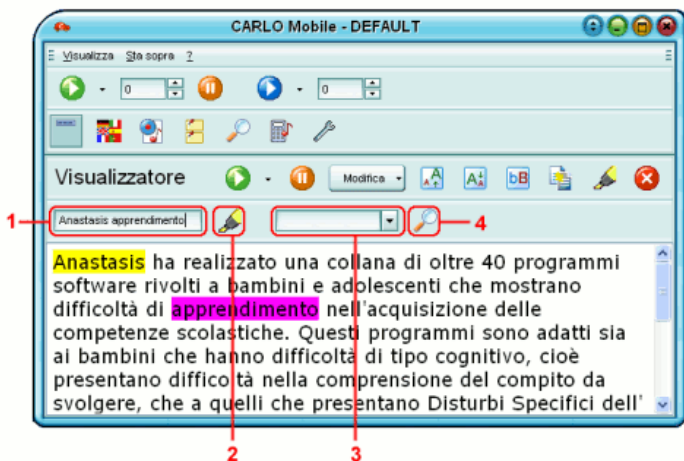 CARLO Mobile - DEFAULT
Visualizza Sta sopra ?
0 0
Visualizzatore Modifica A A A bB
1 Anastasis apprendimento 4
Anastasis ha realizzato una collana di oltre 40 programmi
software rivolti a bambini e adolescenti che mostrano
difficoltà di apprendimento nell'acquisizione delle
competenze scolastiche. Questi programmi sono adatti sia
ai bambini che hanno difficoltà di tipo cognitivo, cioè
presentano diffico tà nella comprensione del compito da
svolgere, che a quelli che presentano Disturbi Specifici dell'
2 3